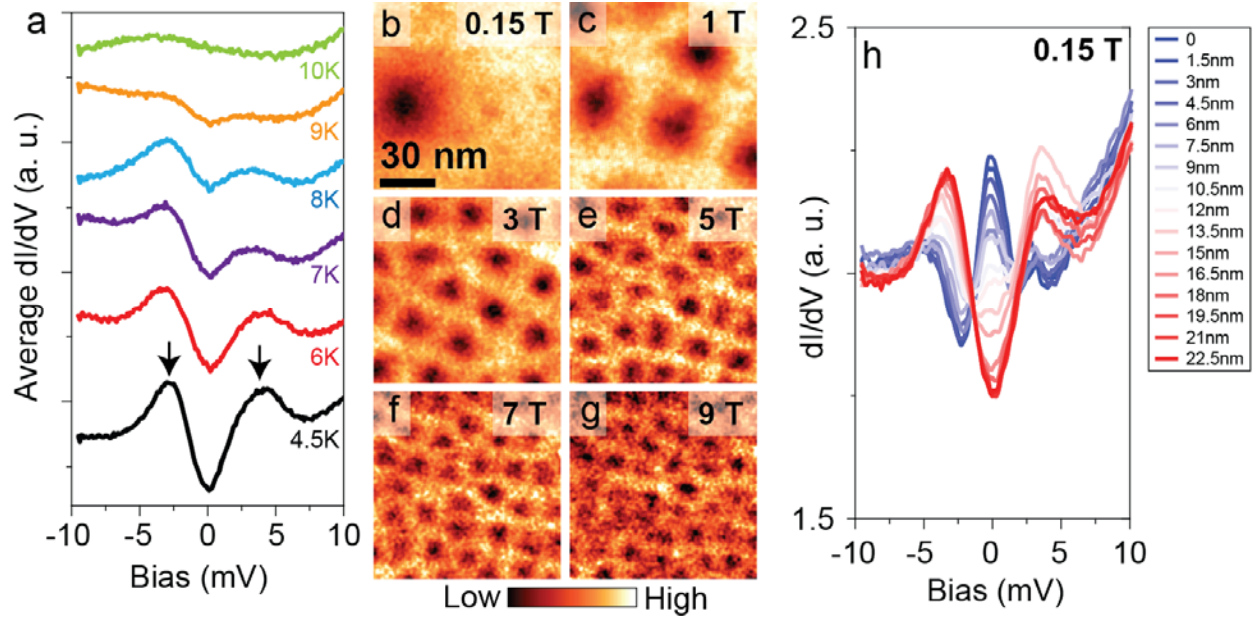 a
Average dI/dV (a. u.)
10K
9K
8K
7K
6K
4.5K
-10
-5
0
5
10
Bias (mV)
b
0.15 T
30 nm
c
1 T
d
3 T
e
5 T
f
7 T
g
9 T
Low
High
h
0.15 T
2.5
1.5
dI/dV (a. u.)
-10
-5
0
5
10
Bias (mV)
0
1.5nm
3nm
4.5nm
6nm
7.5nm
9nm
10.5nm
12nm
13.5nm
15nm
16.5nm
18nm
19.5nm
21nm
22.5nm